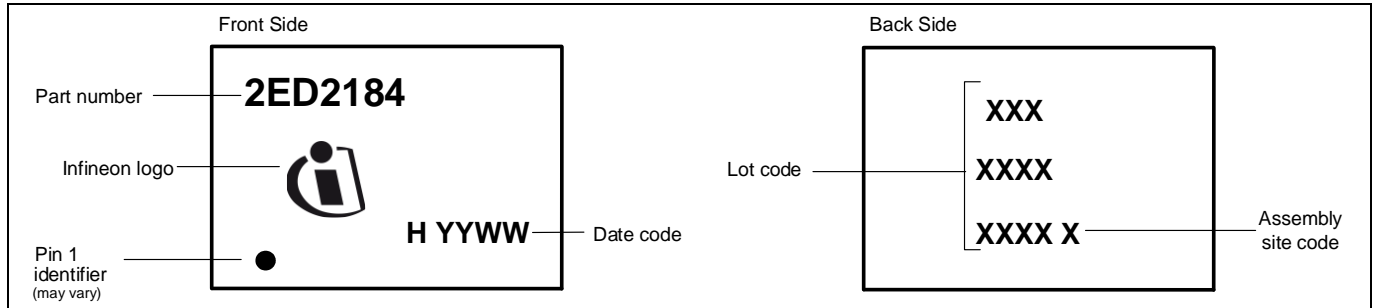 Front Side
Part number
2ED2184
Infineon logo
H YYWW
Date code
Pin 1
identifier
(may vary)
Back Side
XXX
Lot code
XXXX
XXXX X
Assembly
site code